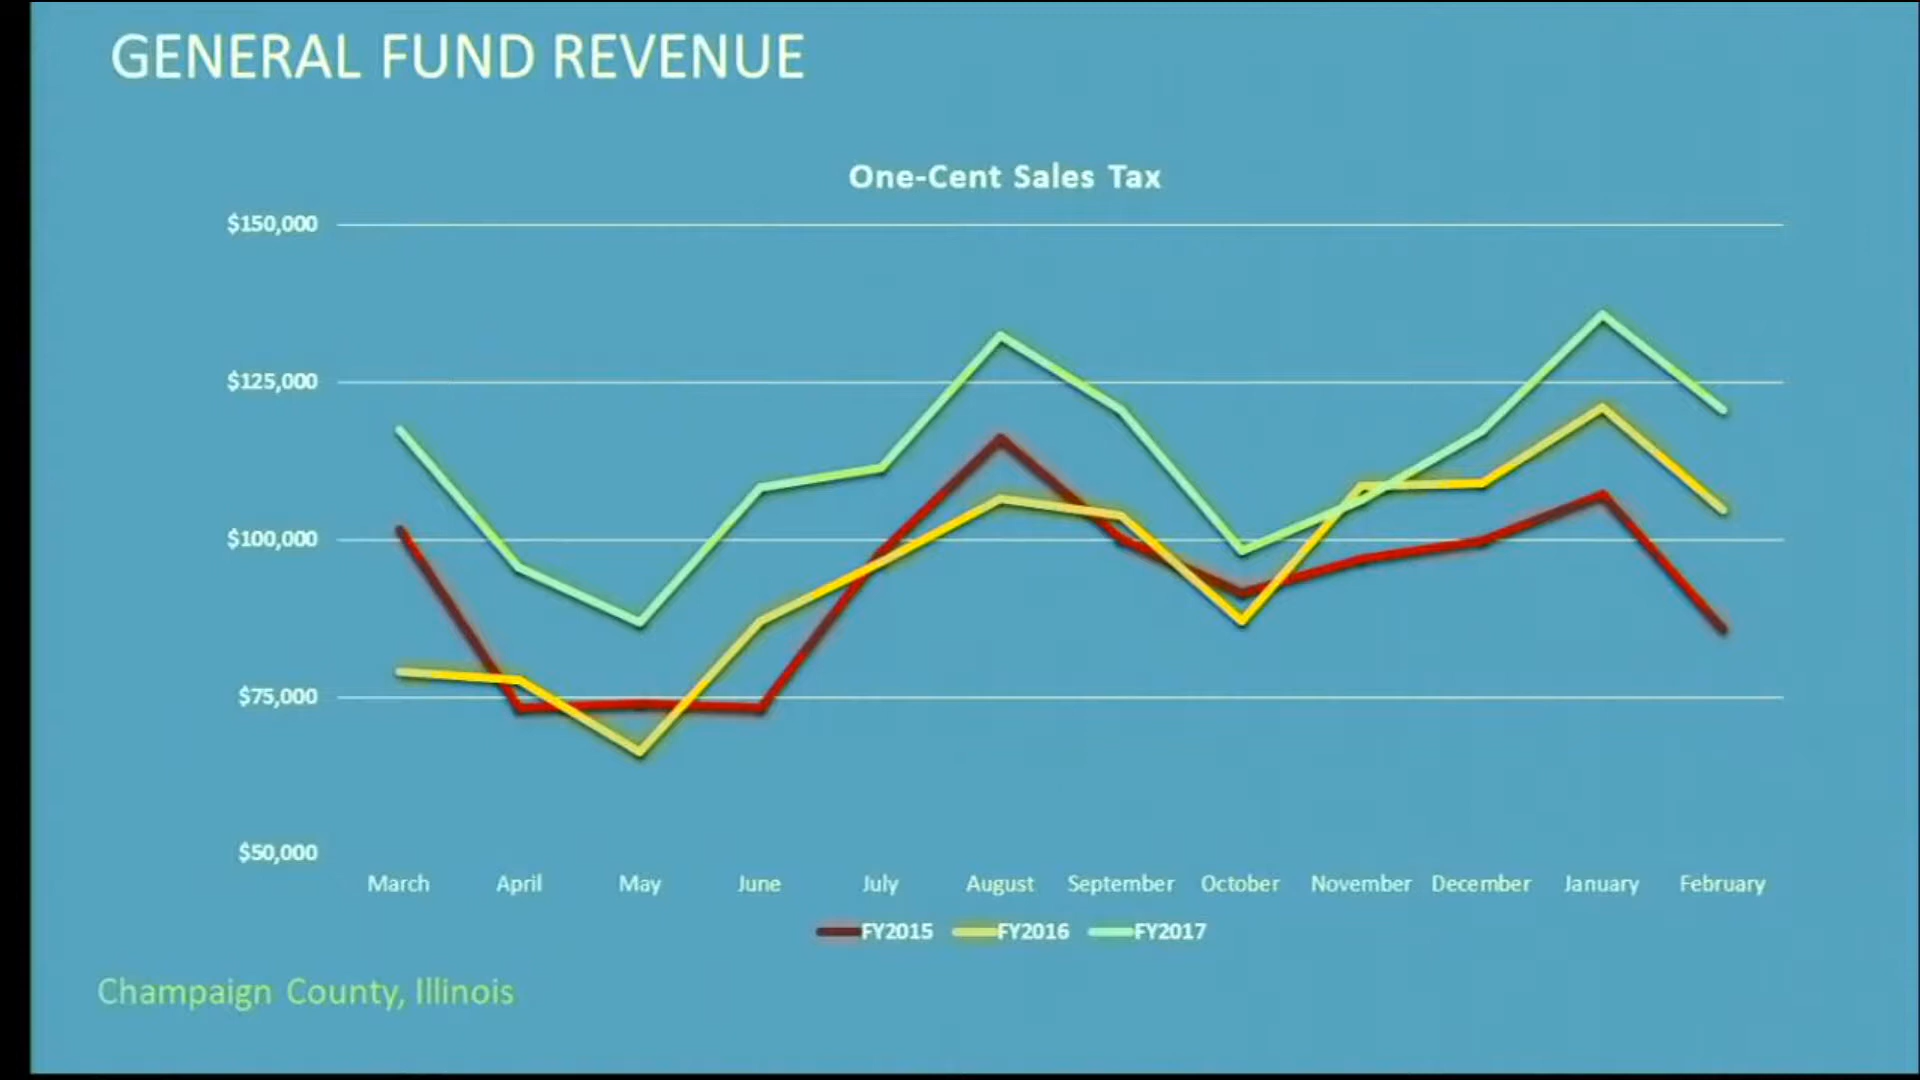 GENERAL FUND REVENUE
One-Cent Sales Tax
$150,000
$125,000
$100,000
$75,000
$50,000
March April May June July August September October November December January February
FY2015 FY2016 FY2017
Champaign County, Illinois